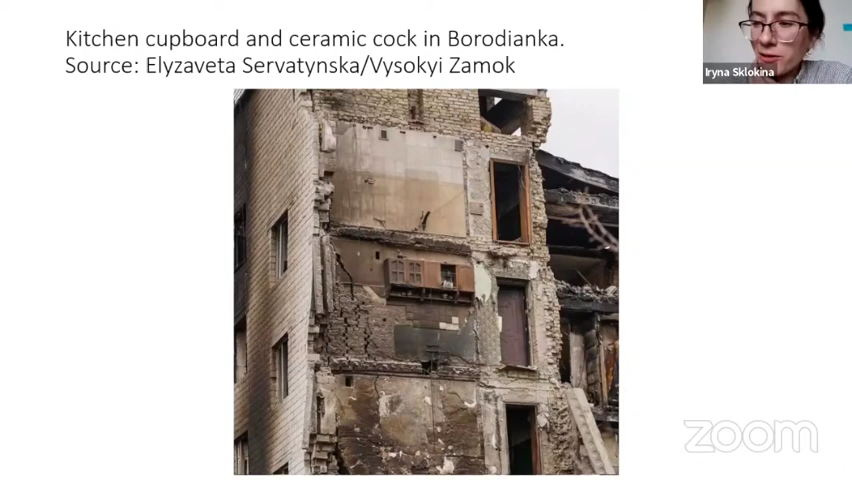 Kitchen cupboard and ceramic cock in Borodianka.
Source: Elyzaveta Servatynska/Vysokyi Zamok
Iryna Sklokina
zoom